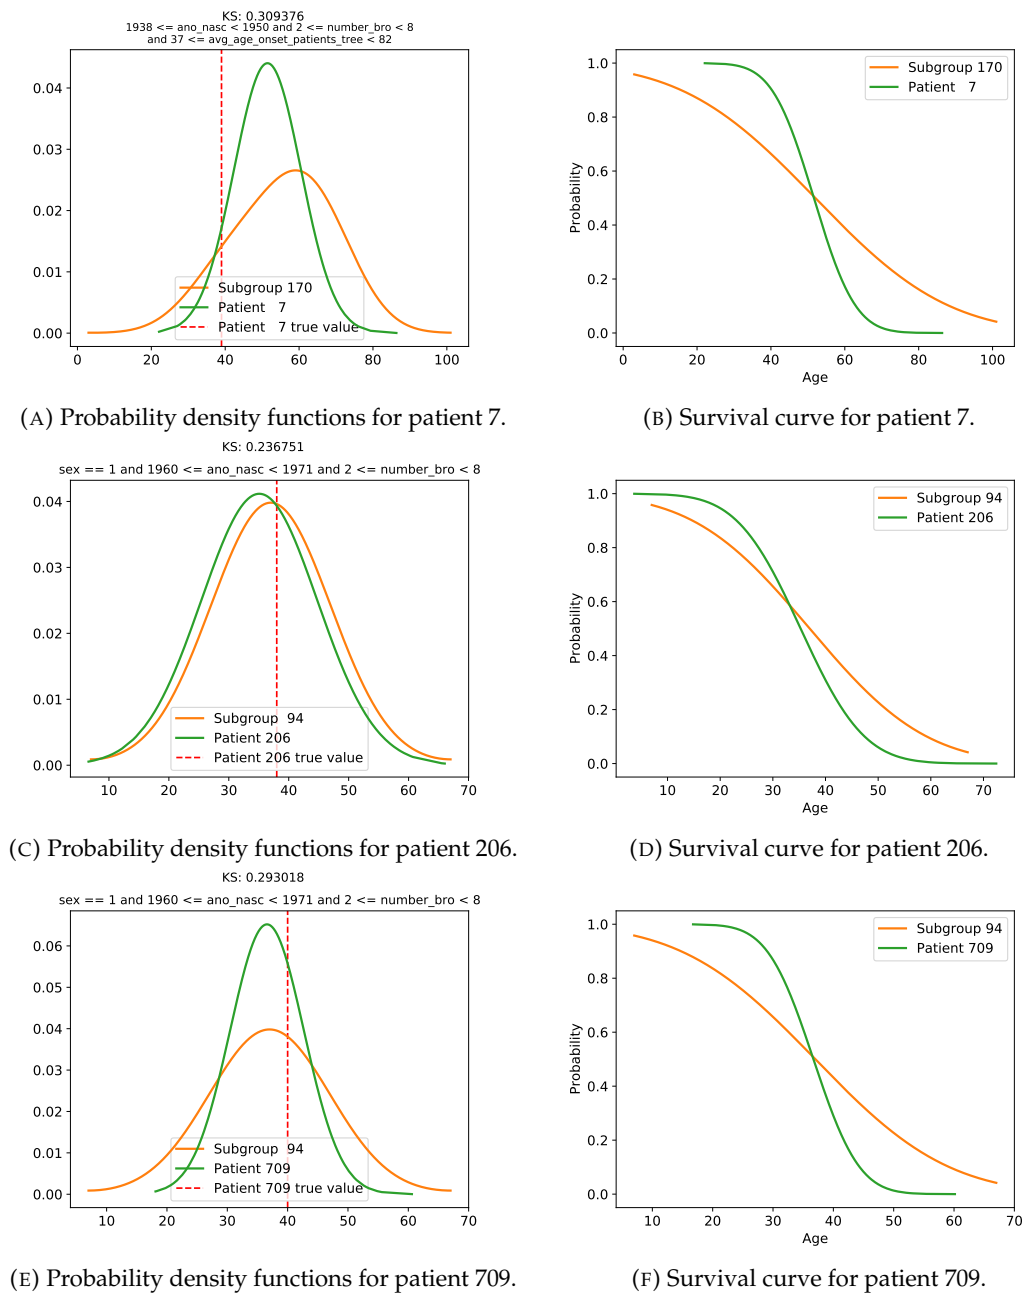 KS: 0.309376
1938 <= ano_nasc < 1950 and 2 <= number_bro < 8
and 37 <= avg_age_onset_patients_tree < 82
0.04
0.03
0.02
0.01
0.00
0 20 40 60 80 100
Subgroup 170
Patient 7
Patient 7 true value
1.0
0.8
0.6
0.4
0.2
0.0
Probability
0 20 40 60 80 100
Age
Subgroup 170
Patient 7
(A) Probability density functions for patient 7.
(B) Survival curve for patient 7.
KS: 0.236751
sex == 1 and 1960 <= ano_nasc < 1971 and 2 <= number_bro < 8
0.04
0.03
0.02
0.01
0.00
10 20 30 40 50 60 70
Subgroup 94
Patient 206
Patient 206 true value
1.0
0.8
0.6
0.4
0.2
0.0
Probability
10 20 30 40 50 60 70
Age
Subgroup 94
Patient 206
(C) Probability density functions for patient 206.
(D) Survival curve for patient 206.
KS: 0.293018
sex == 1 and 1960 <= ano_nasc < 1971 and 2 <= number_bro < 8
0.06
0.05
0.04
0.03
0.02
0.01
0.00
10 20 30 40 50 60 70
Subgroup 94
Patient 709
Patient 709 true value
1.0
0.8
0.6
0.4
0.2
0.0
Probability
10 20 30 40 50 60 70
Age
Subgroup 94
Patient 709
(E) Probability density functions for patient 709.
(F) Survival curve for patient 709.